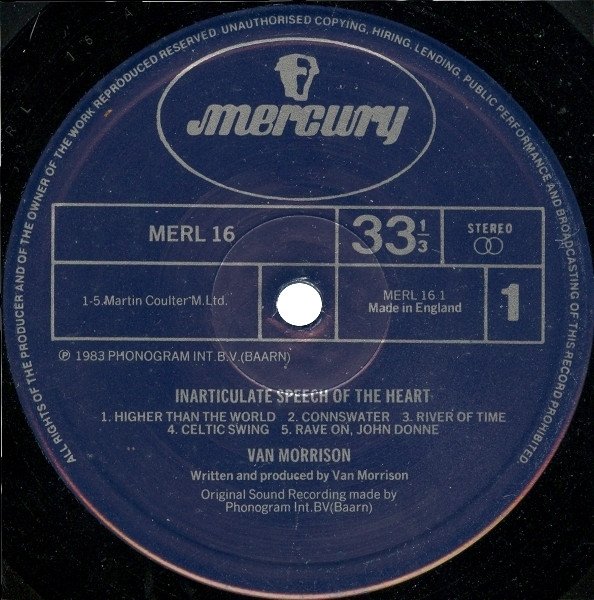 ALL RIGHTS OF THE PRODUCER AND OF THE OWNER OF THE WORK REPRODUCED RESERVED. UNAUTHORISED COPYING, HIRING, LENDING, PUBLIC PERFORMANCE AND BROADCASTING OF THIS RECORD PROHIBITED.
mercury
MERL 16
33 1/3
STEREO
1-5.Martin Coulter M.Ltd.
MERL 16.1
Made in England
1
℗ 1983 PHONOGRAM INT.B.V.(BAARN)
INARTICULATE SPEECH OF THE HEART
1. HIGHER THAN THE WORLD 2. CONNSWATER 3. RIVER OF TIME
4. CELTIC SWING 5. RAVE ON, JOHN DONNE
VAN MORRISON
Written and produced by Van Morrison
Original Sound Recording made by
Phonogram Int.BV(Baarn)